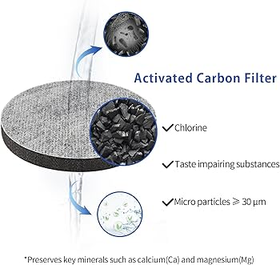 Activated Carbon Filter
✓Chlorine
✓Taste impairing substances
✓Micro particles ⩾ 30 μm
*Preserves key minerals such as calcium(Ca) and magnesium(Mg)